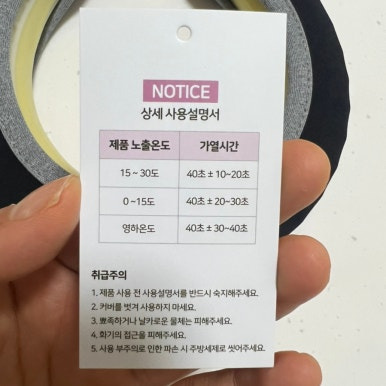 NOTICE
상세 사용설명서
제품 노출온도 가열시간
15 ~ 30도 40초 ± 10~20초
0 ~15도 40초 ± 20~30초
영하온도 40초 ± 30~40초
취급주의
1. 제품 사용 전 사용설명서를 반드시 숙지해주세요.
2. 커버를 벗겨 사용하지 마세요.
3. 뾰족하거나 날카로운 물체는 피해주세요.
4. 화기의 접근을 피해주세요.
5. 사용 부주의로 인한 파손 시 주방세제로 씻어주세요.